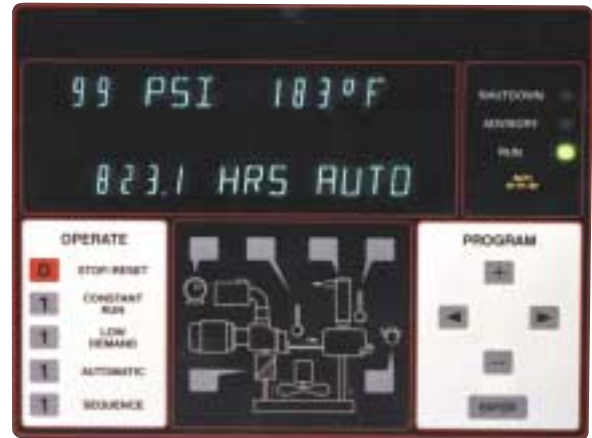 99 PSI 183°F
823.1 HRS AUTO
SHUTDOWN
ADVISORY
RUN
OPERATE
0 STOP/RESET
1 CONSTANT RUN
1 LOW DEMAND
1 AUTOMATIC
1 SEQUENCE
PROGRAM
+
−
ENTER